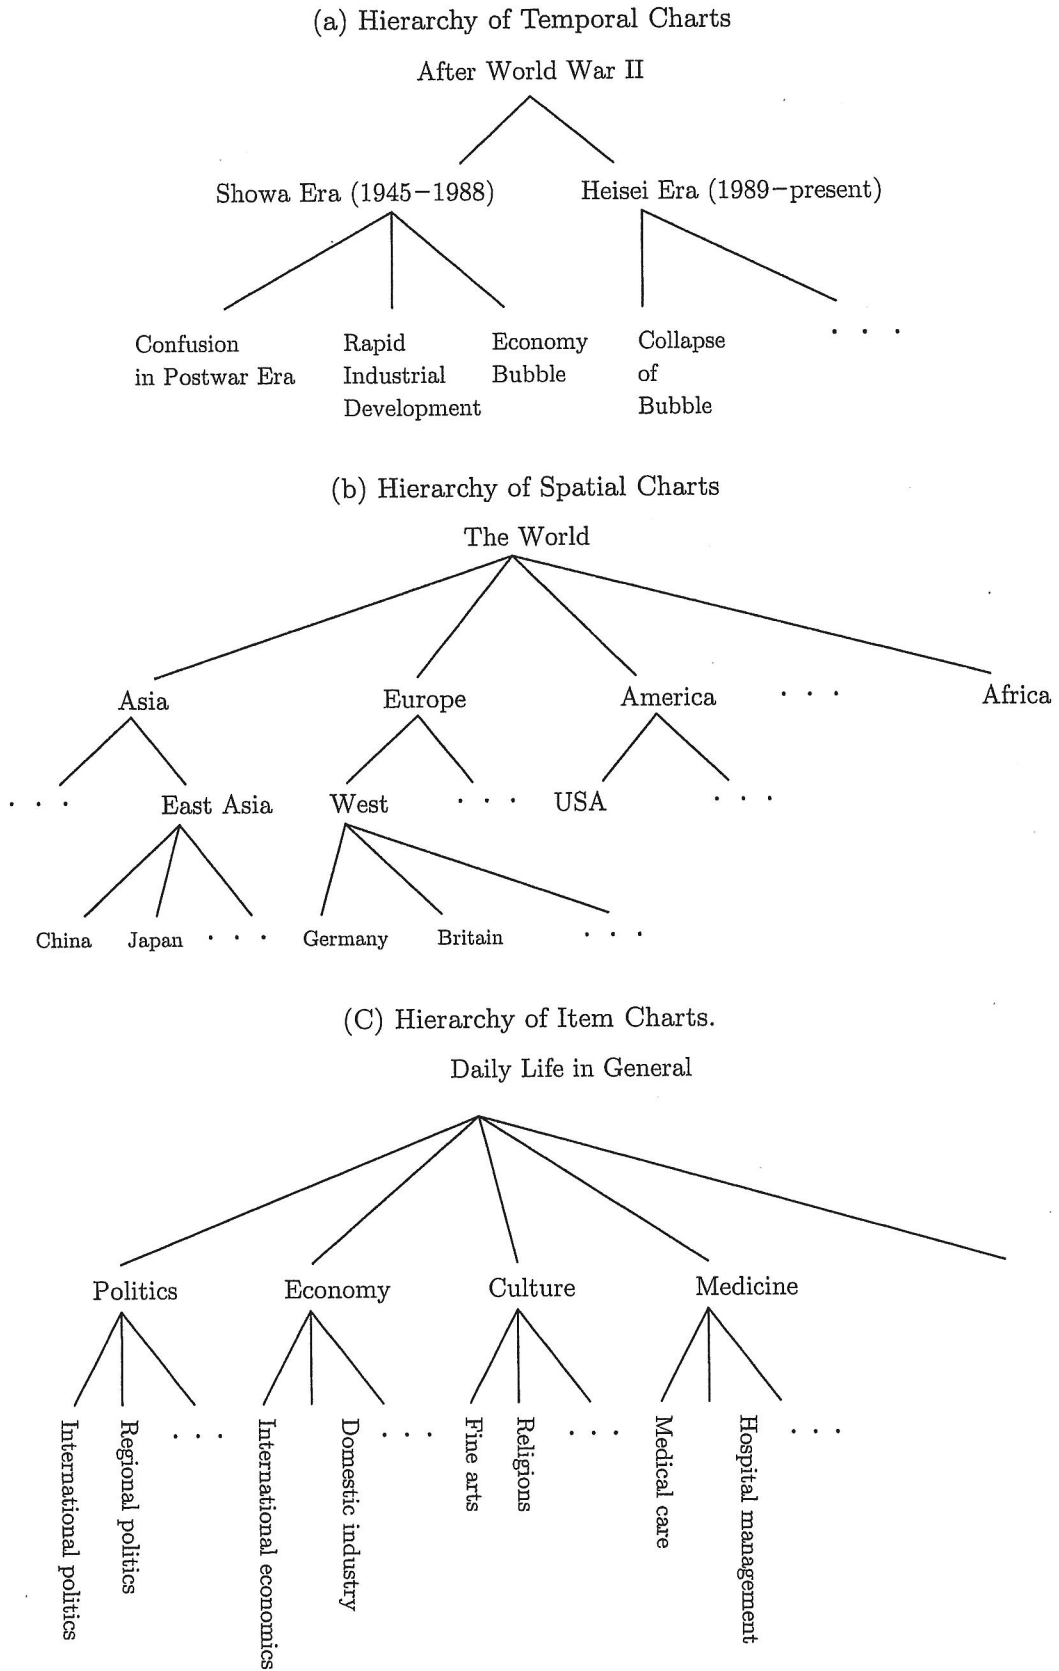 (a) Hierarchy of Temporal Charts
After World War II
Showa Era (1945−1988)
Heisei Era (1989−present)
Confusion
in Postwar Era
Rapid
Industrial
Development
Economy
Bubble
Collapse
of
Bubble
. . .
(b) Hierarchy of Spatial Charts
The World
Asia
Europe
America
. . .
Africa
. . .
East Asia
West
. . .
USA
. . .
China
Japan
. . .
Germany
Britain
. . .
(C) Hierarchy of Item Charts.
Daily Life in General
Politics
Economy
Culture
Medicine
International politics
Regional politics
. . .
International economics
Domestic industry
. . .
Fine arts
Religions
. . .
Medical care
Hospital management
. . .